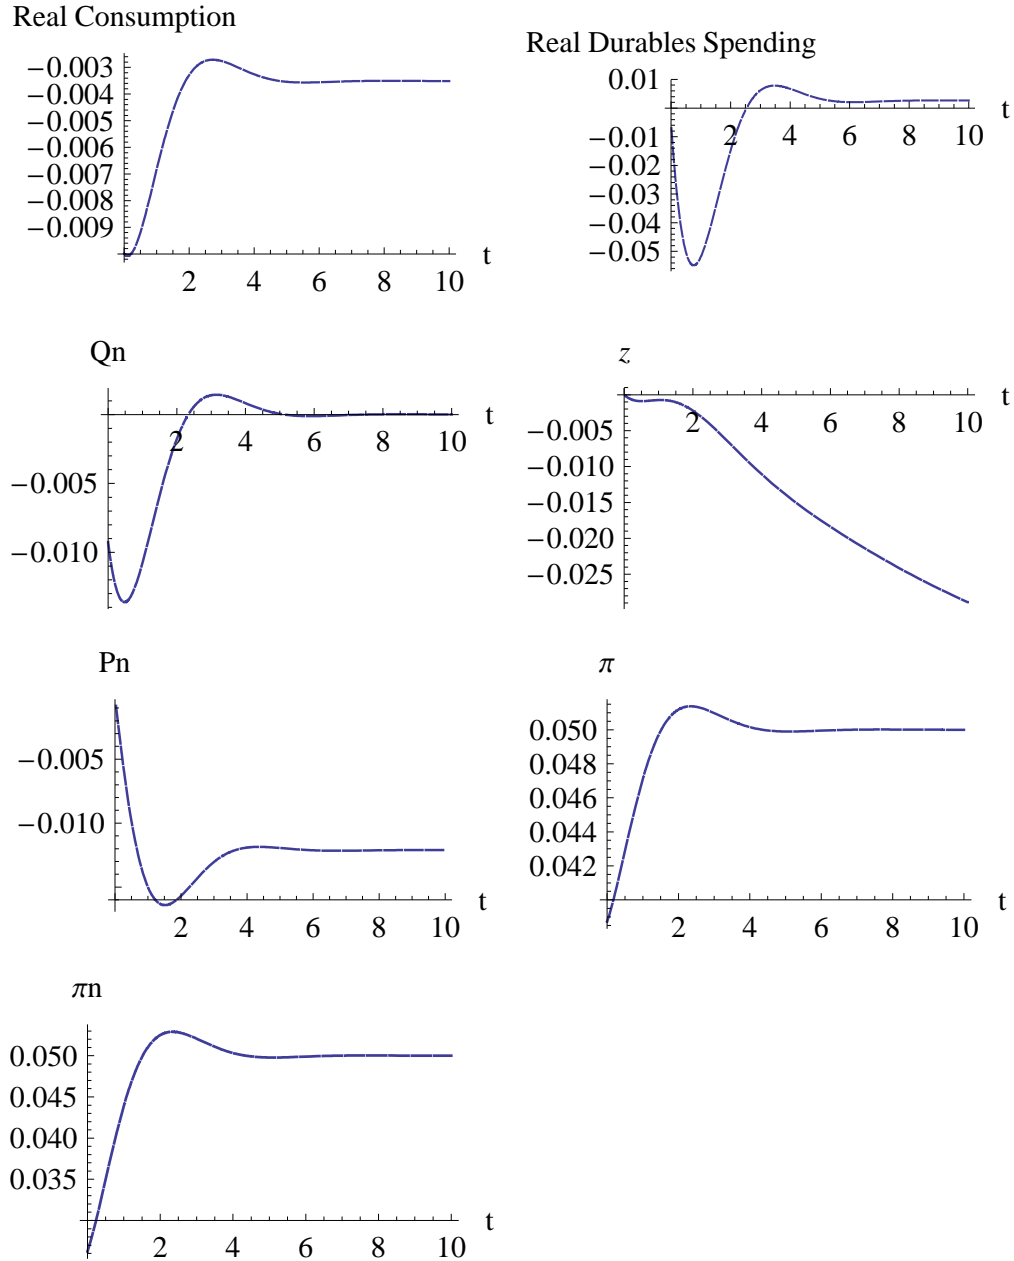 Real Consumption
−0.003
−0.004
−0.005
−0.006
−0.007
−0.008
−0.009
2 4 6 8 10 t
Real Durables Spending
0.01
−0.01
−0.02
−0.03
−0.04
−0.05
2 4 6 8 10 t
Qn
−0.005
−0.010
2 4 6 8 10 t
z
−0.005
−0.010
−0.015
−0.020
−0.025
2 4 6 8 10 t
Pn
−0.005
−0.010
2 4 6 8 10 t
π
0.050
0.048
0.046
0.044
0.042
2 4 6 8 10 t
πn
0.050
0.045
0.040
0.035
2 4 6 8 10 t